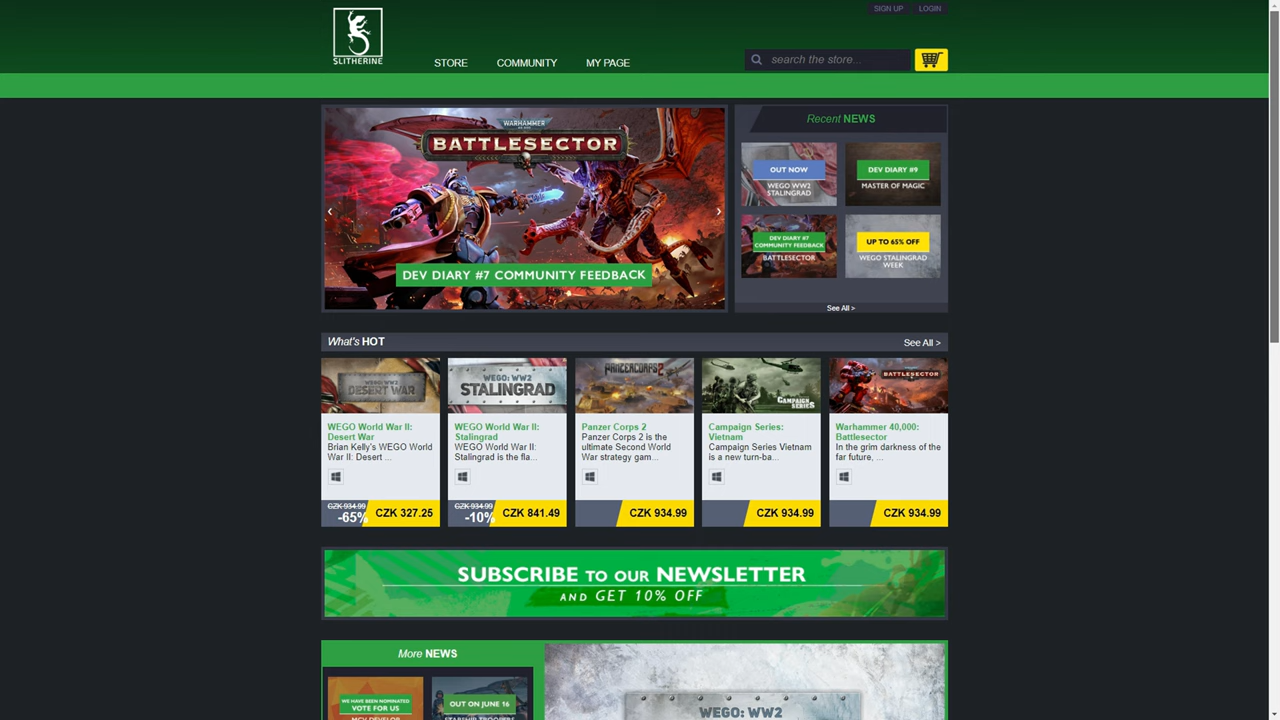 SIGN UP
LOGIN
SLITHERINE
STORE
COMMUNITY
MY PAGE
search the store...
WARHAMMER
BATTLESECTOR
DEV DIARY #7 COMMUNITY FEEDBACK
Recent NEWS
OUT NOW
WEGO WW2
STALINGRAD
DEV DIARY #9
MASTER OF MAGIC
DEV DIARY #7
COMMUNITY FEEDBACK
BATTLESECTOR
UP TO 65% OFF
WEGO STALINGRAD
WEEK
See All >
What's HOT
See All >
WEGO: WW2
DESERT WAR
WEGO World War II:
Desert War
Brian Kelly's WEGO World
War II: Desert ...
CZK 934.99
-65%
CZK 327.25
WEGO: WW2
STALINGRAD
WEGO World War II:
Stalingrad
WEGO World War II:
Stalingrad is the fla...
CZK 934.99
-10%
CZK 841.49
PANZERCORPS2
Panzer Corps 2
Panzer Corps 2 is the
ultimate Second World
War strategy gam...
CZK 934.99
CAMPAIGN
SERIES
Campaign Series:
Vietnam
Campaign Series Vietnam
is a new turn-ba...
CZK 934.99
BATTLESECTOR
Warhammer 40,000:
Battlesector
In the grim darkness of the
far future, ...
CZK 934.99
SUBSCRIBE TO OUR NEWSLETTER
AND GET 10% OFF
More NEWS
WE HAVE BEEN NOMINATED
VOTE FOR US
OUT ON JUNE 16
STARSHIP TROOPERS
WEGO: WW2